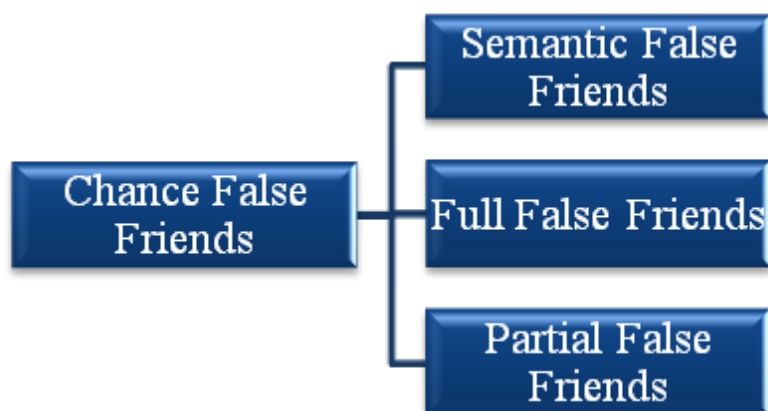 Semantic False
Friends
Chance False
Friends
Full False Friends
Partial False
Friends